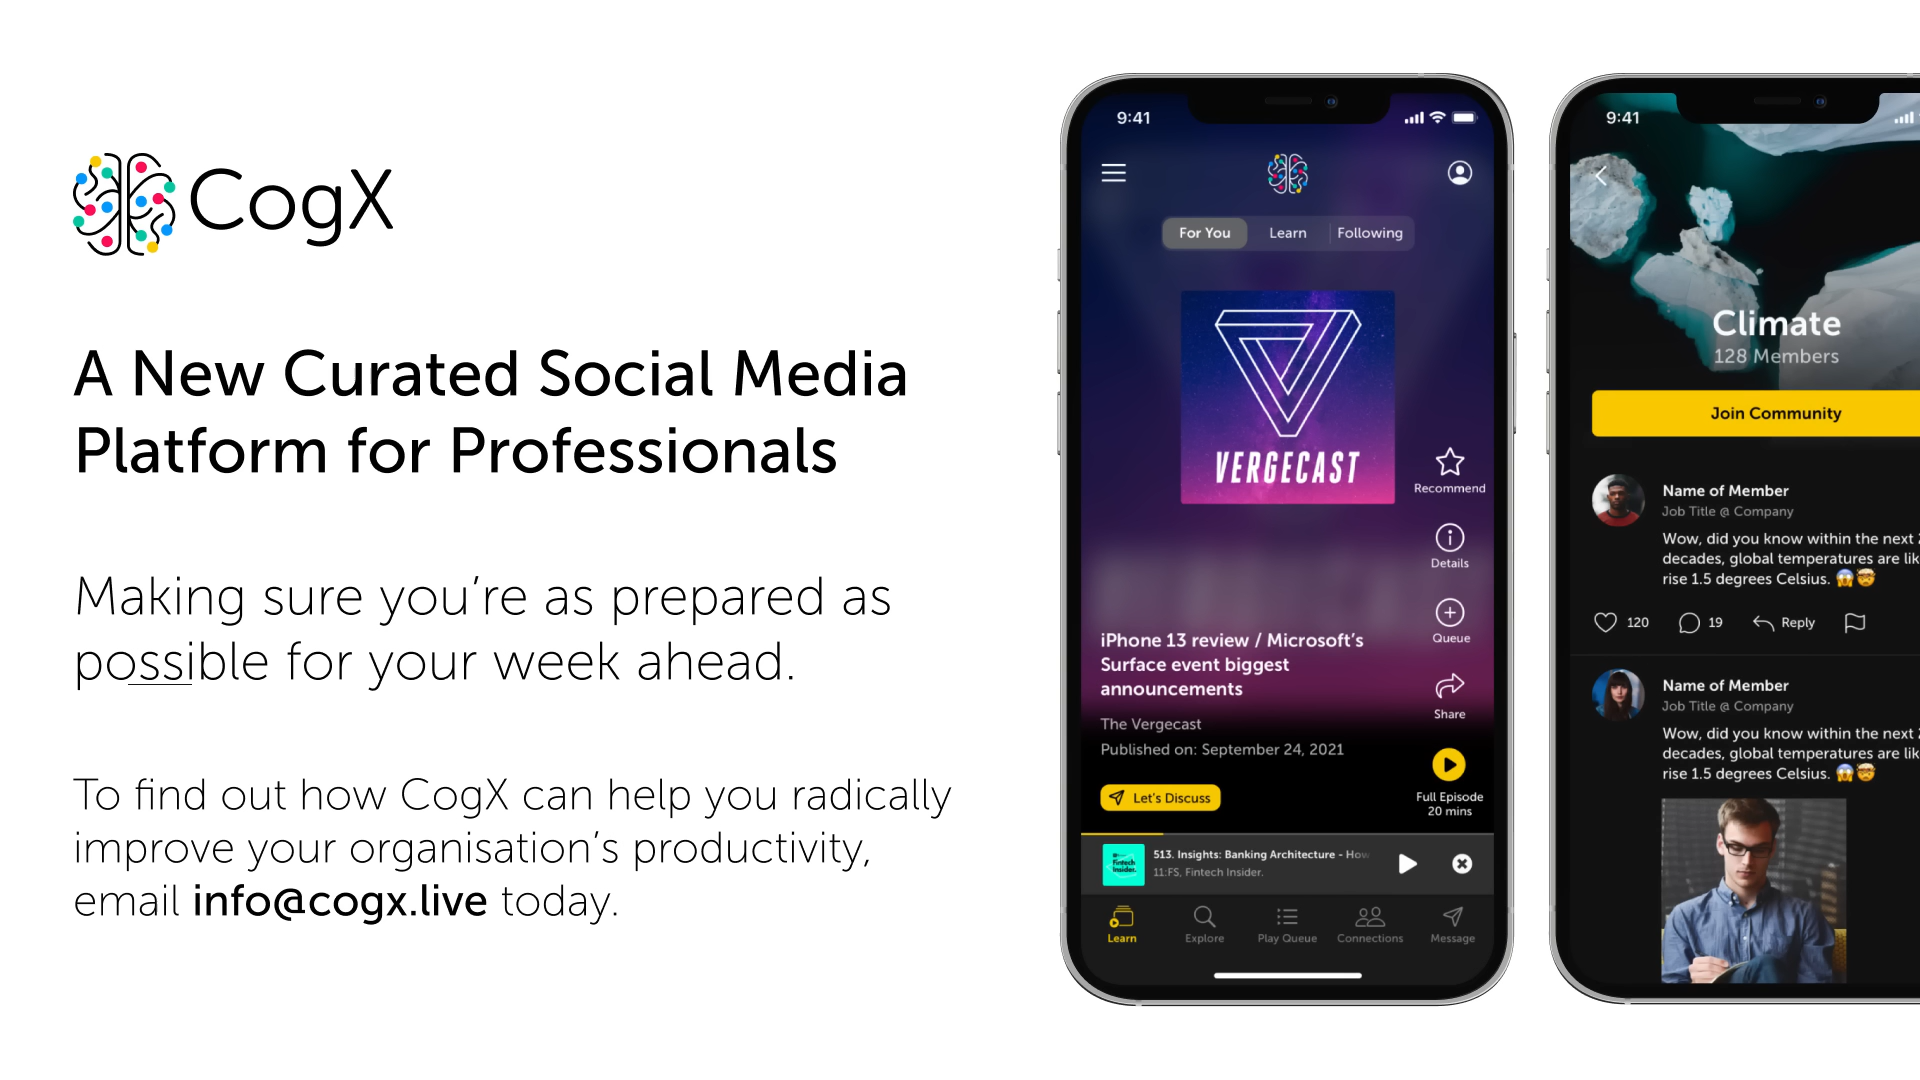 CogX
A New Curated Social Media
Platform for Professionals
Making sure you’re as prepared as
possible for your week ahead.
To find out how CogX can help you radically
improve your organisation’s productivity,
email info@cogx.live today.
9:41
For You Learn Following
VERGECAST
Recommend
Details
Queue
Share
iPhone 13 review / Microsoft’s
Surface event biggest
announcements
The Vergecast
Published on: September 24, 2021
Let’s Discuss
Full Episode
20 mins
Fintech
Insider.
513. Insights: Banking Architecture - How
11:FS, Fintech Insider.
Learn Explore Play Queue Connections Message
9:41
Climate
128 Members
Join Community
Name of Member
Job Title @ Company
Wow, did you know within the next
decades, global temperatures are lik
rise 1.5 degrees Celsius. 😱🤯
120 19 Reply
Name of Member
Job Title @ Company
Wow, did you know within the next
decades, global temperatures are lik
rise 1.5 degrees Celsius. 😱🤯